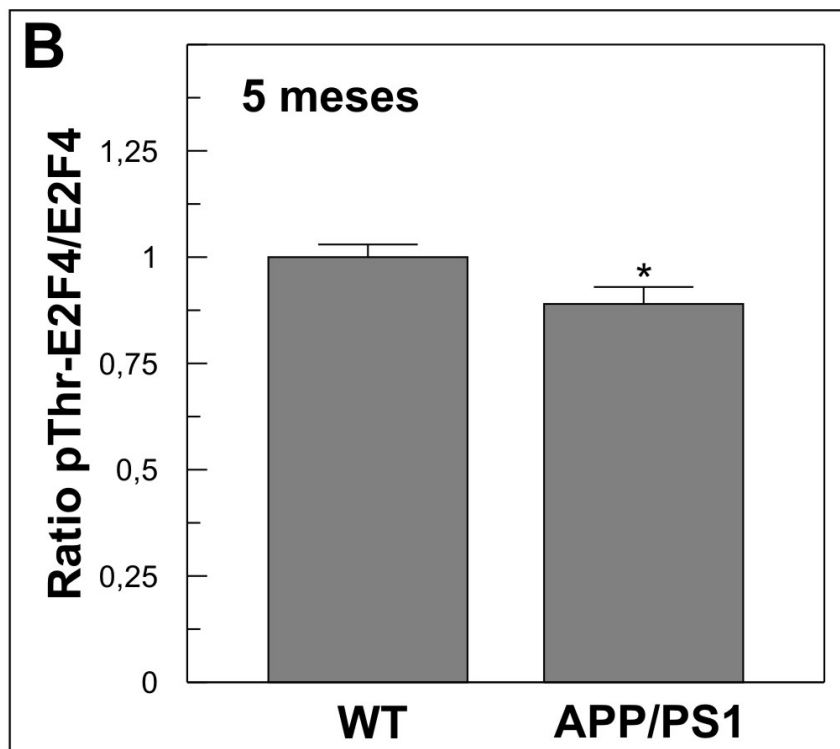 B
5 meses
Ratio pThr-E2F4/E2F4
1,25
1
0,75
0,5
0,25
0
*
WT
APP/PS1